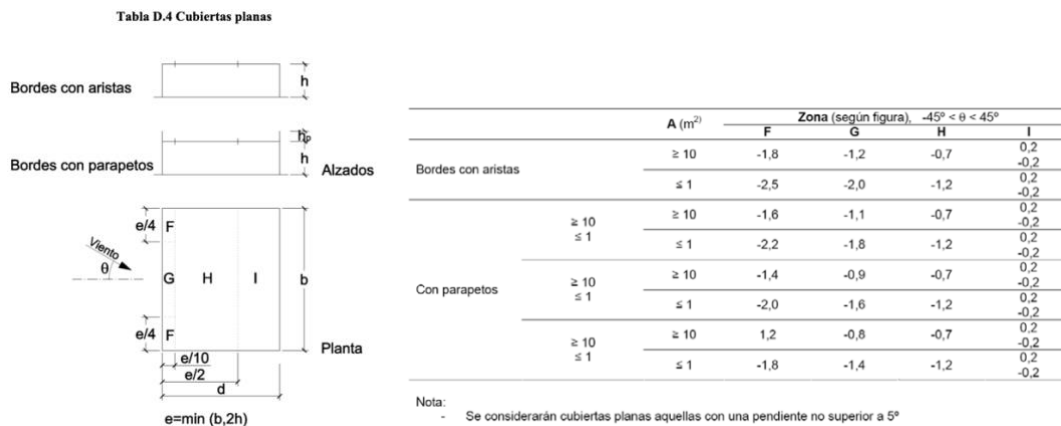 Tabla D.4 Cubiertas planas
Bordes con aristas
h
hp
Bordes con parapetos
h
Alzados
e/4
F
Viento
θ
G
H
I
b
e/4
F
Planta
e/10
e/2
d
e=min (b,2h)
A (m²) Zona (según figura), -45º < θ < 45º
F G H I
Bordes con aristas ≥ 10 -1,8 -1,2 -0,7 0,2
-0,2
≤ 1 -2,5 -2,0 -1,2 0,2
-0,2
Con parapetos
≥ 10
≤ 1
≥ 10 -1,6 -1,1 -0,7 0,2
-0,2
≤ 1 -2,2 -1,8 -1,2 0,2
-0,2
≥ 10
≤ 1
≥ 10 -1,4 -0,9 -0,7 0,2
-0,2
≤ 1 -2,0 -1,6 -1,2 0,2
-0,2
≥ 10
≤ 1
≥ 10 1,2 -0,8 -0,7 0,2
-0,2
≤ 1 -1,8 -1,4 -1,2 0,2
-0,2
Nota:
- Se considerarán cubiertas planas aquellas con una pendiente no superior a 5º